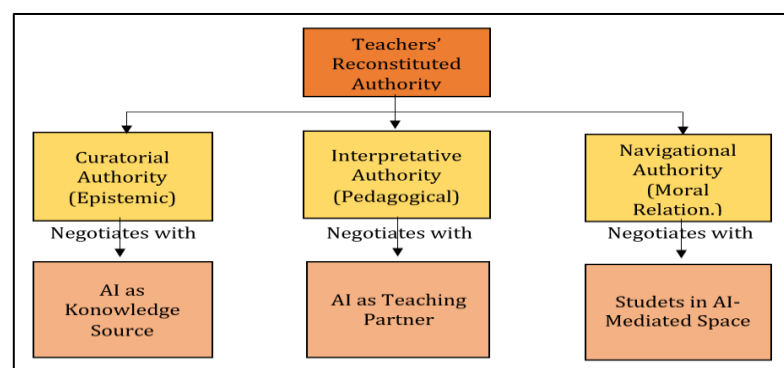 Teachers'
Reconstituted
Authority
Curatorial
Authority
(Epistemic)
Interpretative
Authority
(Pedagogical)
Navigational
Authority
(Moral
Relation.)
Negotiates with
Negotiates with
Negotiates with
AI as
Konowledge
Source
AI as Teaching
Partner
Studets in AI-
Mediated Space